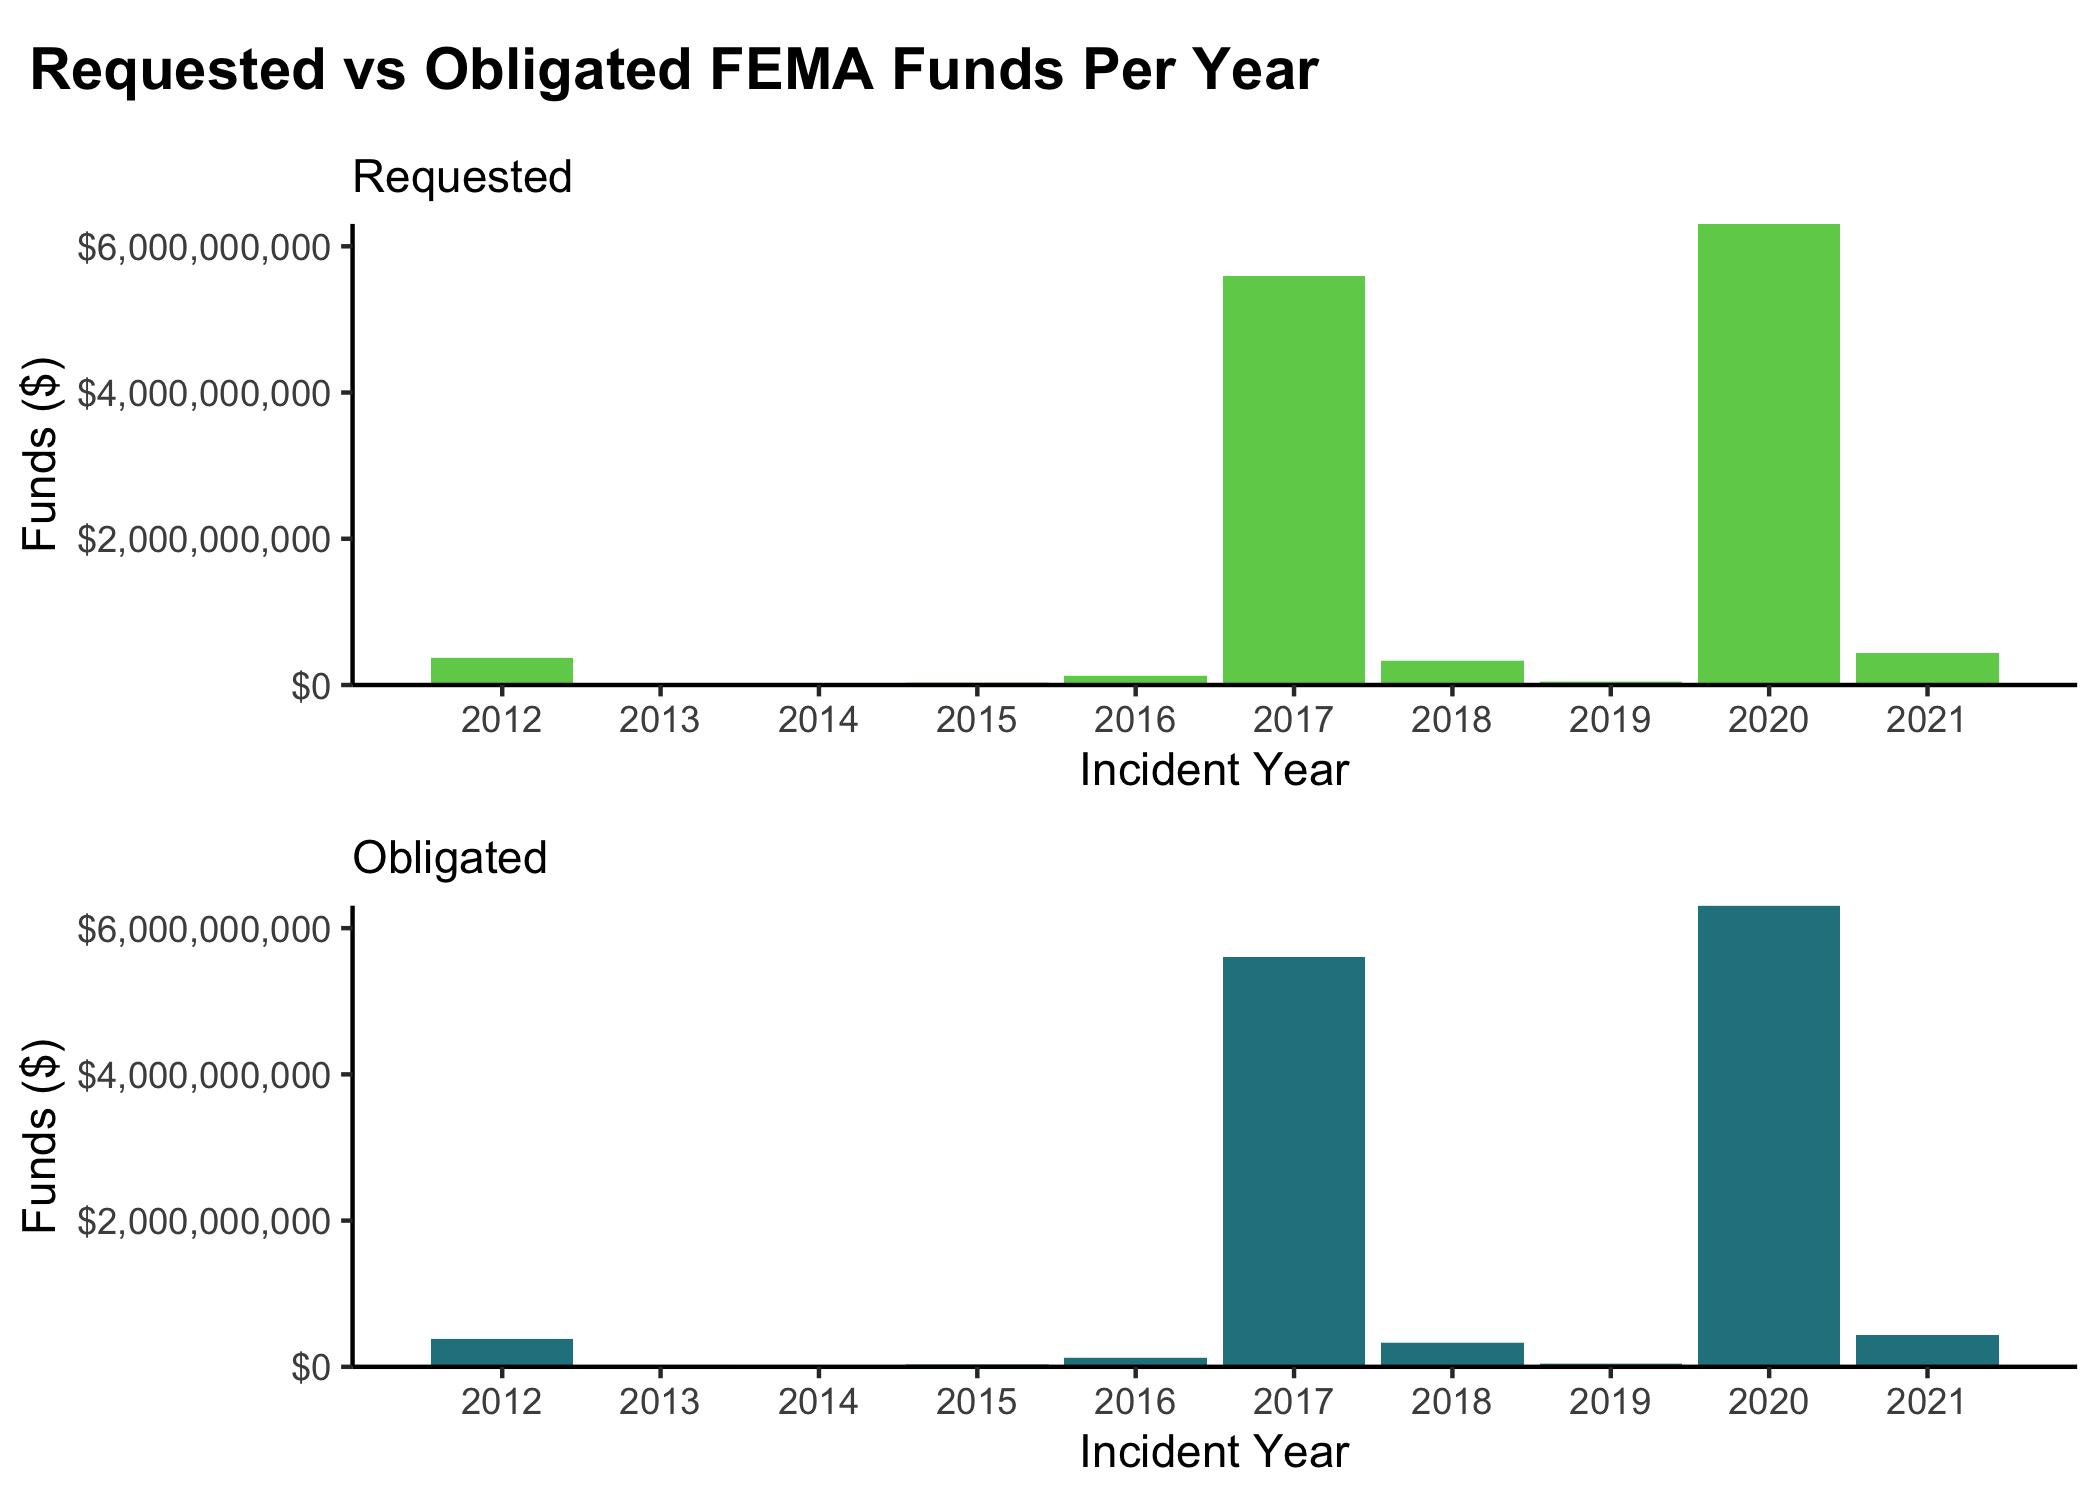 Requested vs Obligated FEMA Funds Per Year
Requested
Funds ($)
$6,000,000,000
$4,000,000,000
$2,000,000,000
$0
2012 2013 2014 2015 2016 2017 2018 2019 2020 2021
Incident Year
Obligated
Funds ($)
$6,000,000,000
$4,000,000,000
$2,000,000,000
$0
2012 2013 2014 2015 2016 2017 2018 2019 2020 2021
Incident Year